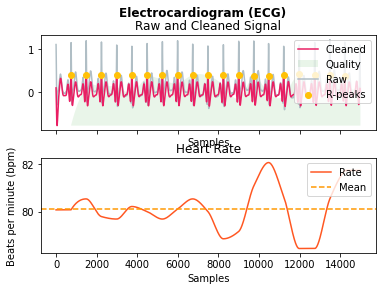 Electrocardiogram (ECG)
Raw and Cleaned Signal
1
0
Cleaned
Quality
Raw
R-peaks
Samples
Heart Rate
Beats per minute (bpm)
82
80
Rate
Mean
0 2000 4000 6000 8000 10000 12000 14000
Samples